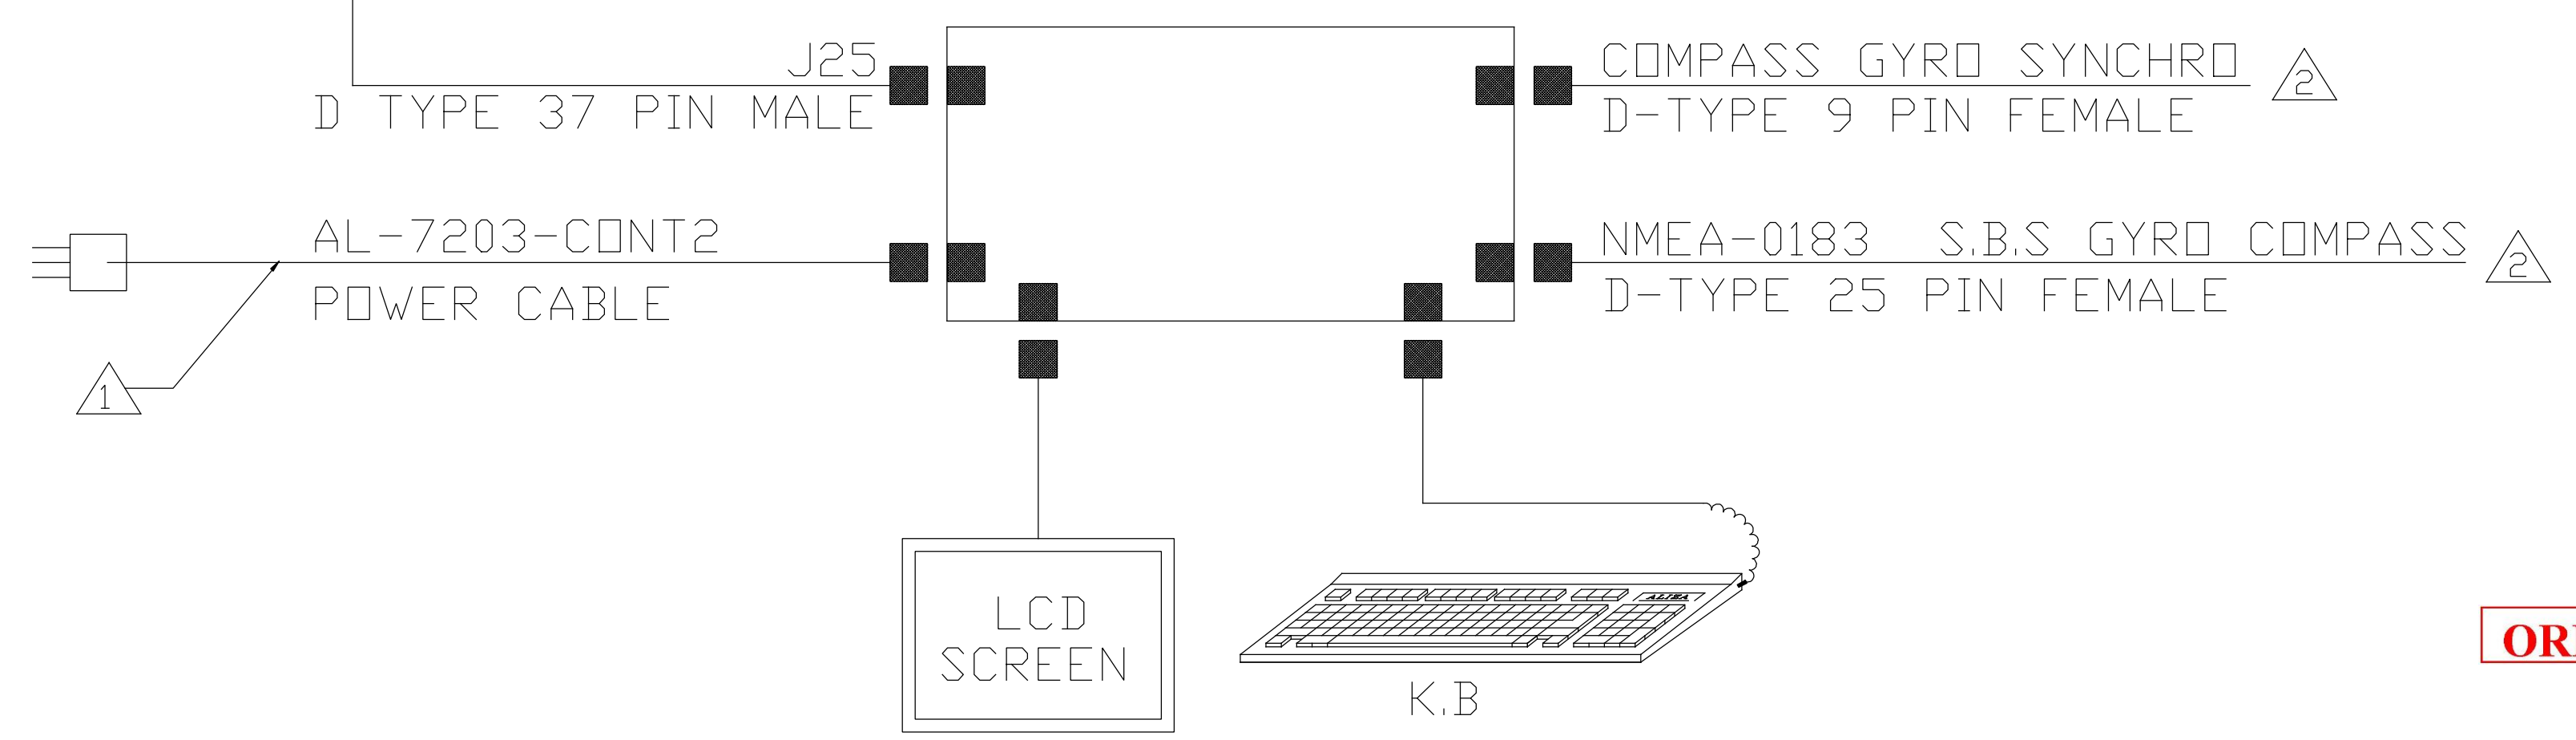 J25
D TYPE 37 PIN MALE
COMPASS GYRO SYNCHRO
2
D-TYPE 9 PIN FEMALE
AL-7203-CONT2
POWER CABLE
NMEA-0183 S.B.S GYRO COMPASS
2
D-TYPE 25 PIN FEMALE
1
LCD
SCREEN
K.B